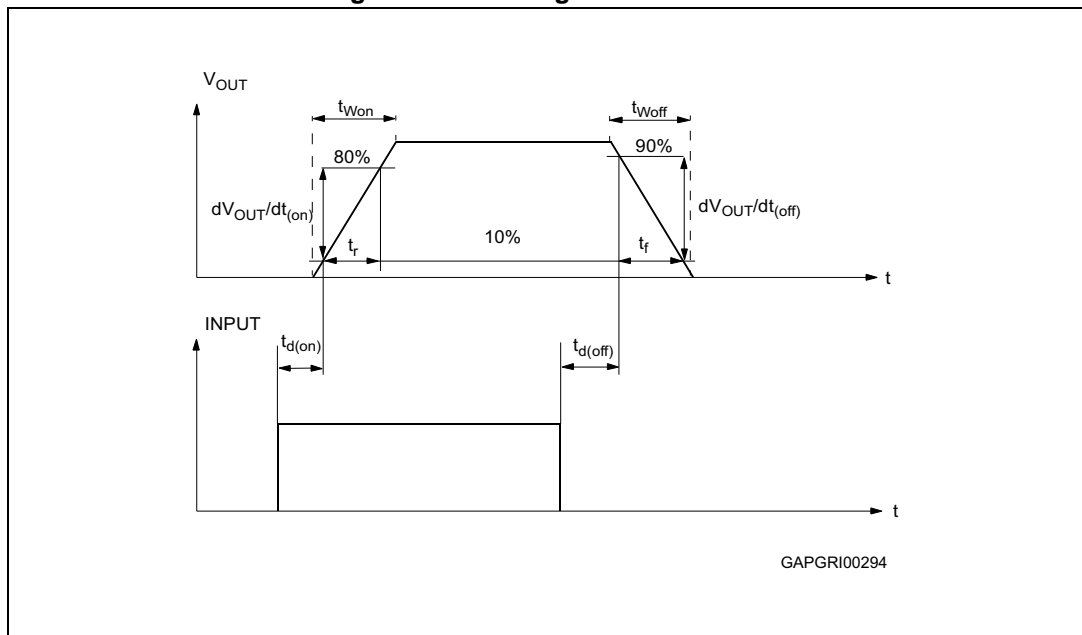 VOUT
tWon
tWoff
80%
90%
dVOUT/dt(on)
dVOUT/dt(off)
tr
10%
tf
t
INPUT
td(on)
td(off)
t
GAPGRI00294